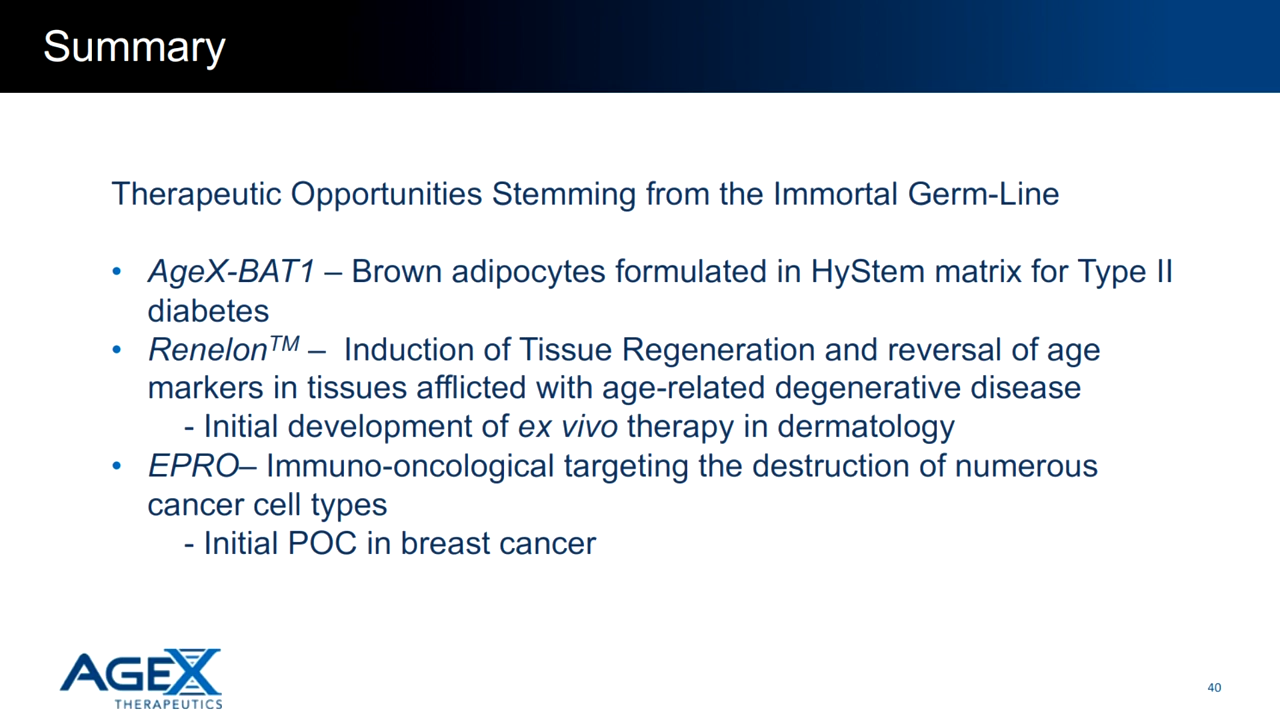 Summary
Therapeutic Opportunities Stemming from the Immortal Germ-Line
• AgeX-BAT1 – Brown adipocytes formulated in HyStem matrix for Type II
diabetes
• Renelon™ – Induction of Tissue Regeneration and reversal of age
markers in tissues afflicted with age-related degenerative disease
- Initial development of ex vivo therapy in dermatology
• EPRO– Immuno-oncological targeting the destruction of numerous
cancer cell types
- Initial POC in breast cancer
AGEX
THERAPEUTICS
40